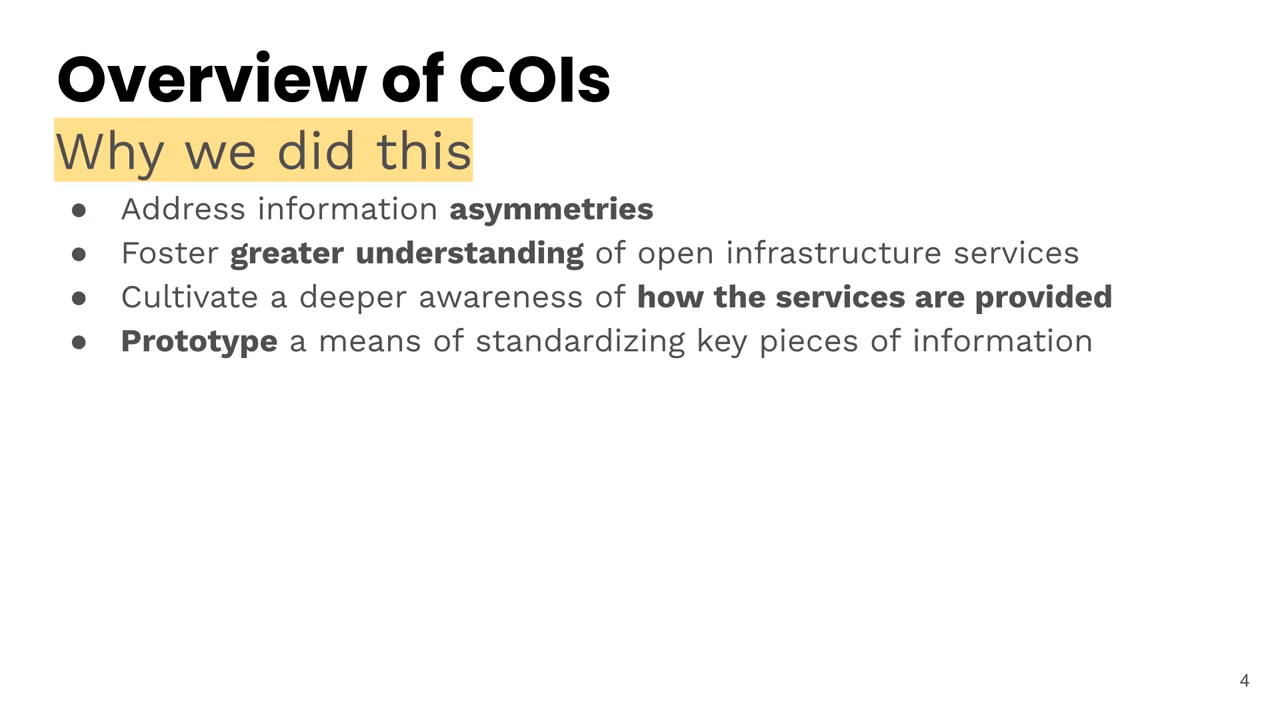 Overview of COIs
Why we did this
● Address information asymmetries
● Foster greater understanding of open infrastructure services
● Cultivate a deeper awareness of how the services are provided
● Prototype a means of standardizing key pieces of information
4